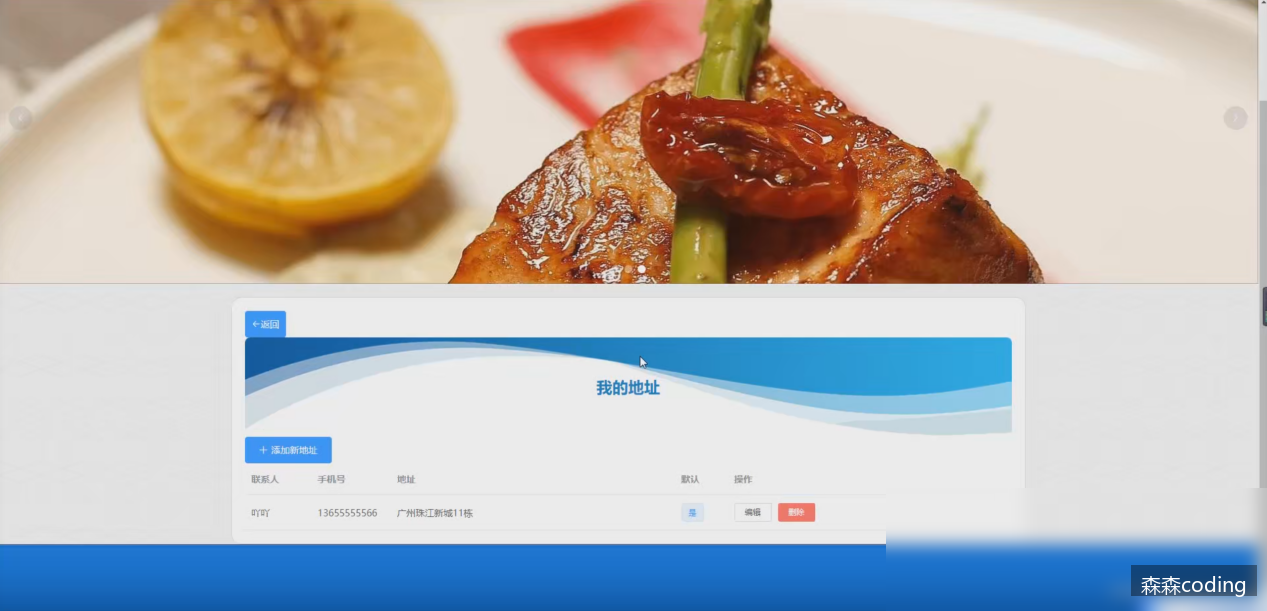 ←返回
我的地址
＋ 添加新地址
联系人 手机号 地址 默认 操作
吖吖 13655555566 广州珠江新城11栋 是 编辑 删除
森森coding